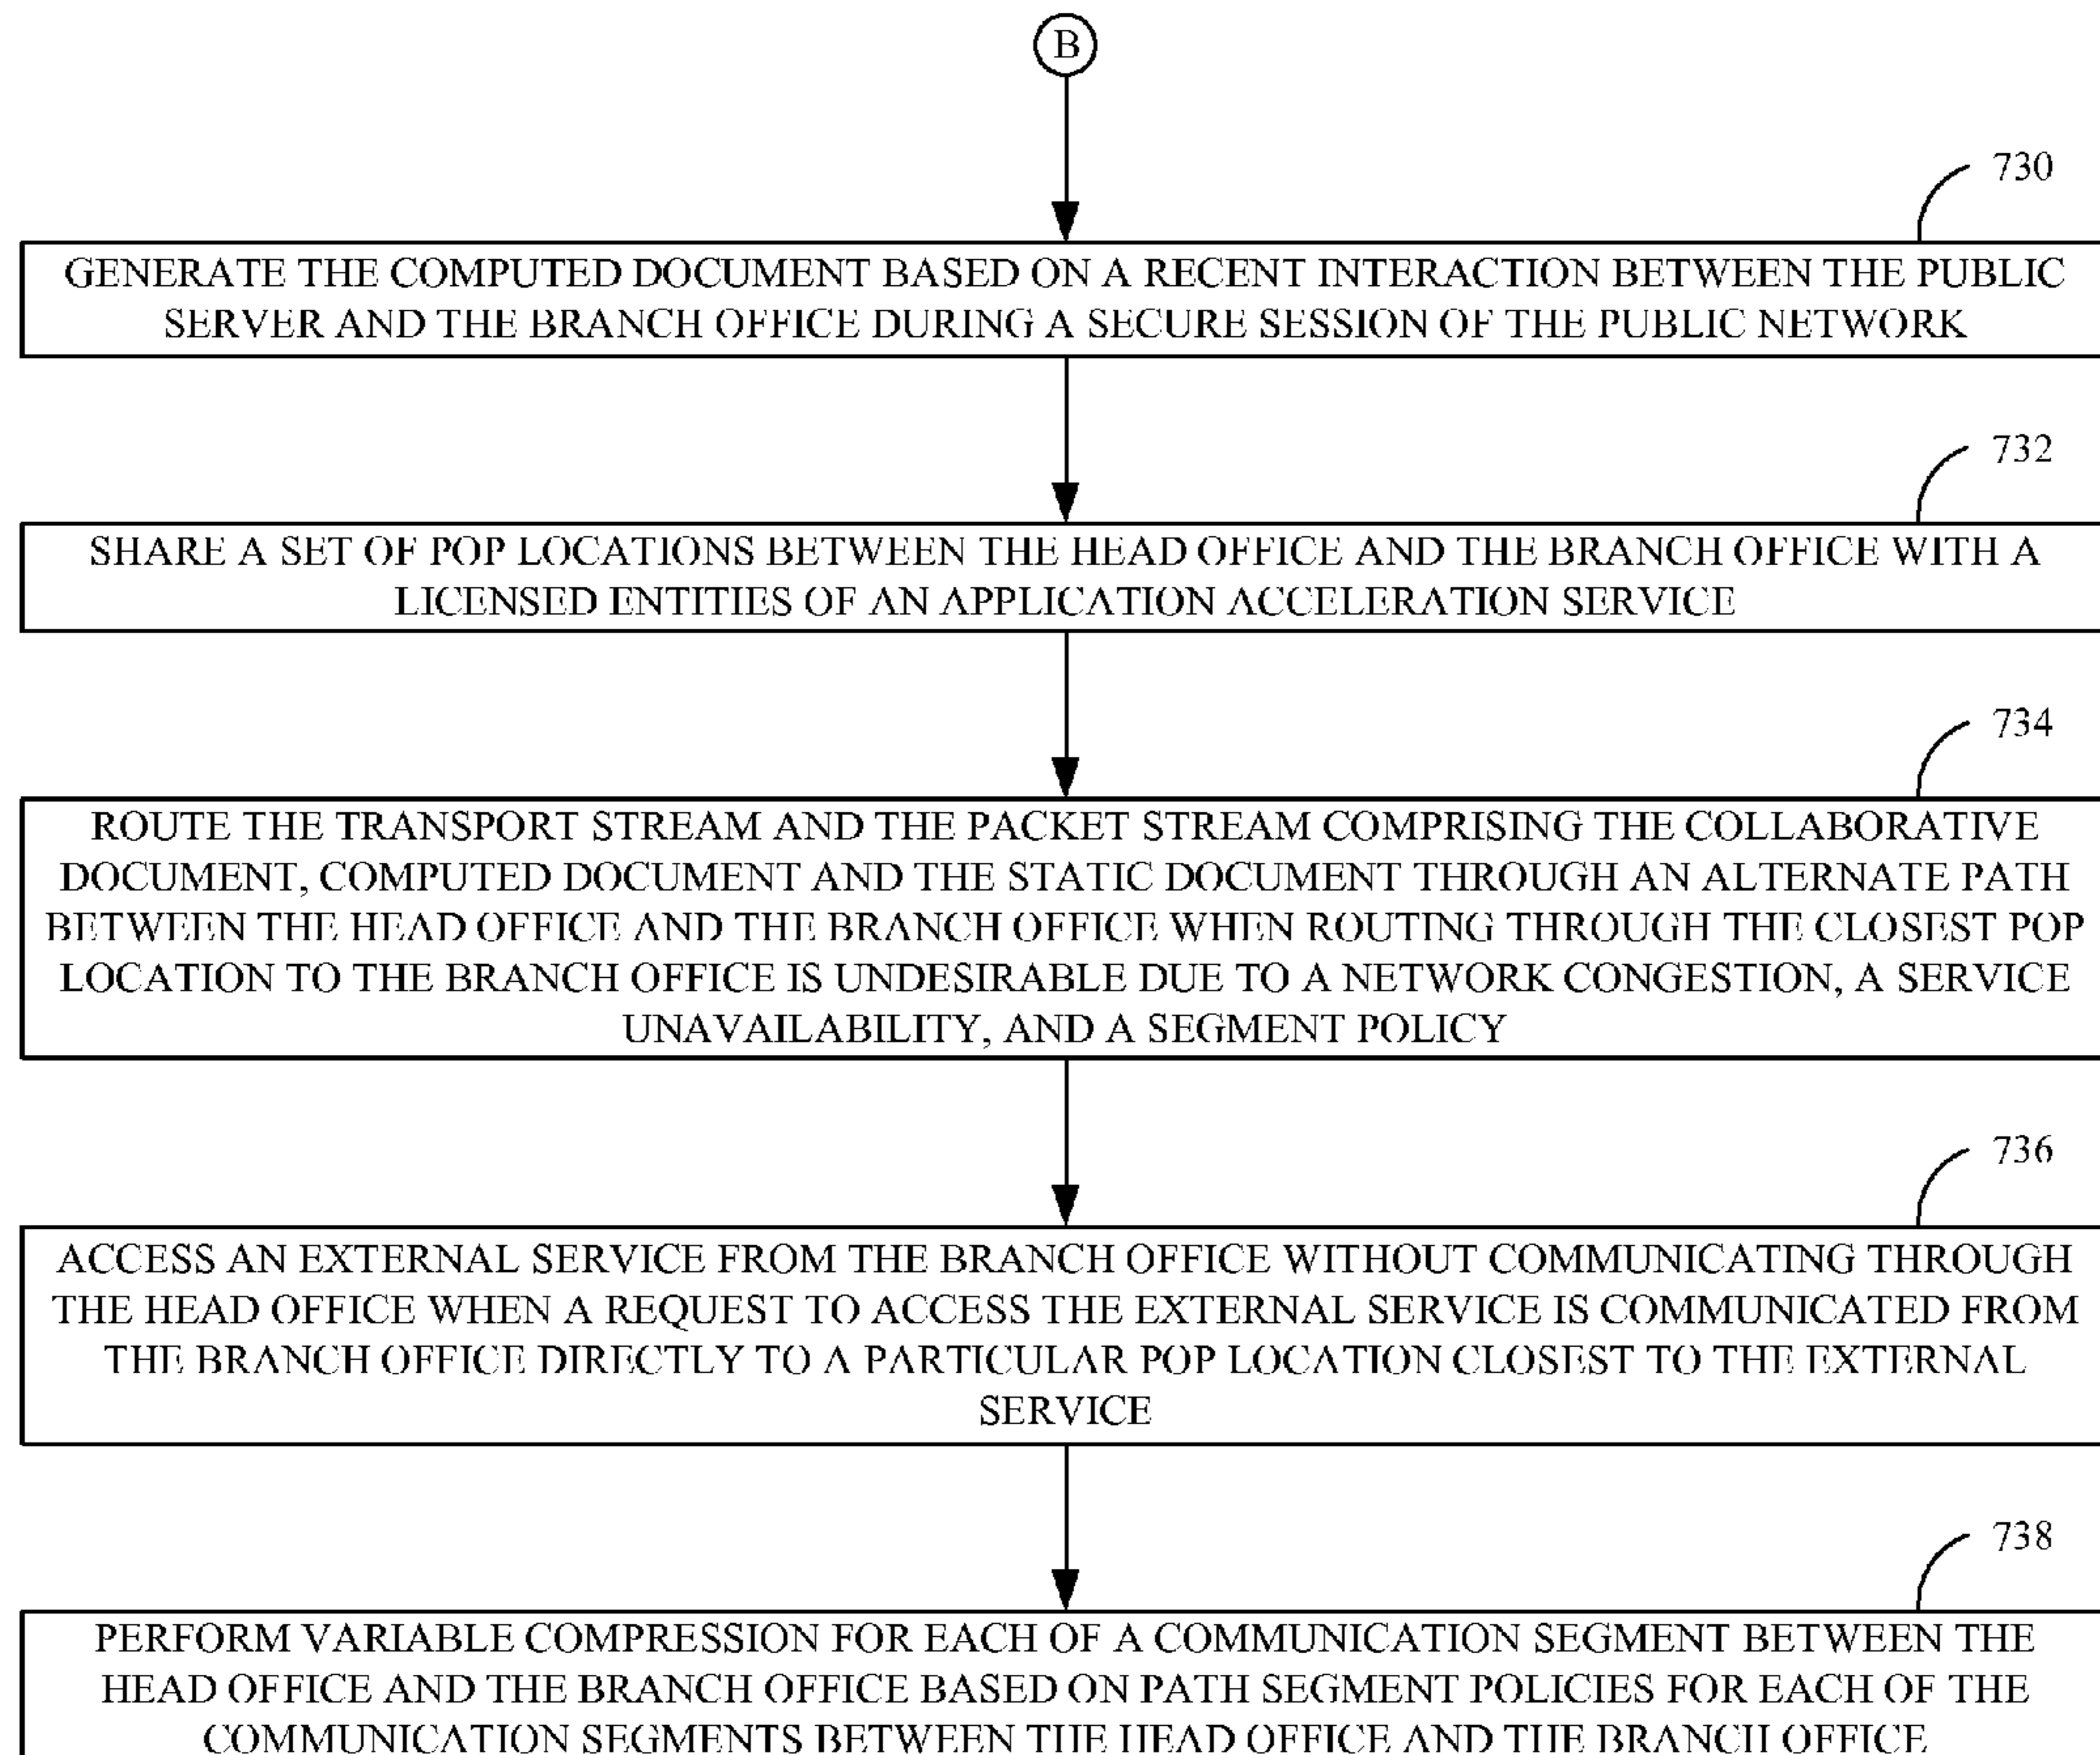 B
730
GENERATE THE COMPUTED DOCUMENT BASED ON A RECENT INTERACTION BETWEEN THE PUBLIC
SERVER AND THE BRANCH OFFICE DURING A SECURE SESSION OF THE PUBLIC NETWORK
732
SHARE A SET OF POP LOCATIONS BETWEEN THE HEAD OFFICE AND THE BRANCH OFFICE WITH A
LICENSED ENTITIES OF AN APPLICATION ACCELERATION SERVICE
734
ROUTE THE TRANSPORT STREAM AND THE PACKET STREAM COMPRISING THE COLLABORATIVE
DOCUMENT, COMPUTED DOCUMENT AND THE STATIC DOCUMENT THROUGH AN ALTERNATE PATH
BETWEEN THE HEAD OFFICE AND THE BRANCH OFFICE WHEN ROUTING THROUGH THE CLOSEST POP
LOCATION TO THE BRANCH OFFICE IS UNDESIRABLE DUE TO A NETWORK CONGESTION, A SERVICE
UNAVAILABILITY, AND A SEGMENT POLICY
736
ACCESS AN EXTERNAL SERVICE FROM THE BRANCH OFFICE WITHOUT COMMUNICATING THROUGH
THE HEAD OFFICE WHEN A REQUEST TO ACCESS THE EXTERNAL SERVICE IS COMMUNICATED FROM
THE BRANCH OFFICE DIRECTLY TO A PARTICULAR POP LOCATION CLOSEST TO THE EXTERNAL
SERVICE
738
PERFORM VARIABLE COMPRESSION FOR EACH OF A COMMUNICATION SEGMENT BETWEEN THE
HEAD OFFICE AND THE BRANCH OFFICE BASED ON PATH SEGMENT POLICIES FOR EACH OF THE
COMMUNICATION SEGMENTS BETWEEN THE HEAD OFFICE AND THE BRANCH OFFICE